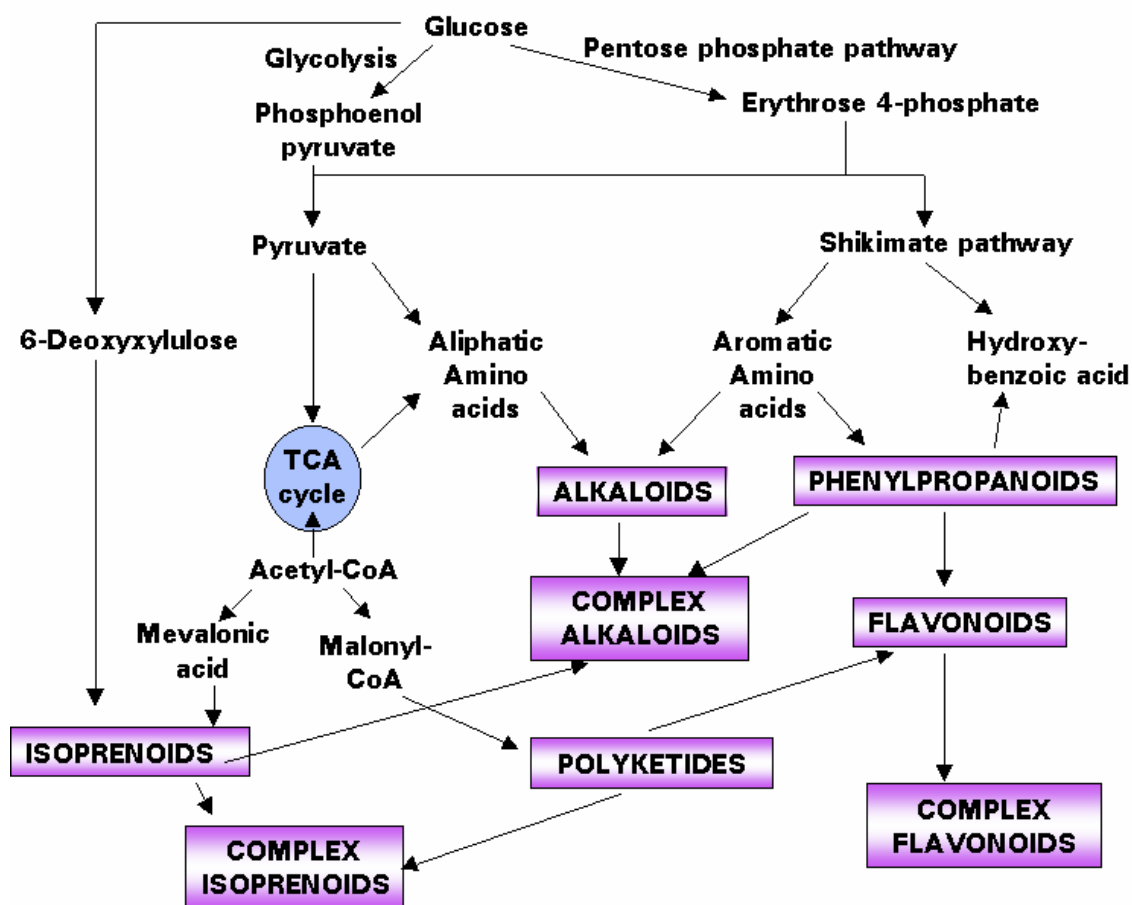 Glucose
Glycolysis
Pentose phosphate pathway
Phosphoenol
pyruvate
Erythrose 4-phosphate
Pyruvate
Shikimate pathway
6-Deoxyxylulose
Aliphatic
Amino
acids
Aromatic
Amino
acids
Hydroxy-
benzoic acid
TCA
cycle
ALKALOIDS
PHENYLPROPANOIDS
Acetyl-CoA
COMPLEX
ALKALOIDS
FLAVONOIDS
Mevalonic
acid
Malonyl-
CoA
ISOPRENOIDS
POLYKETIDES
COMPLEX
FLAVONOIDS
COMPLEX
ISOPRENOIDS